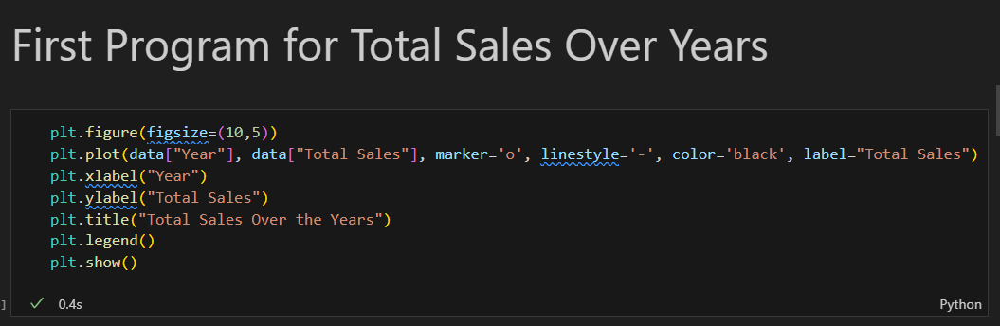 First Program for Total Sales Over Years
plt.figure(figsize=(10,5))
plt.plot(data["Year"], data["Total Sales"], marker='o', linestyle='-', color='black', label="Total Sales")
plt.xlabel("Year")
plt.ylabel("Total Sales")
plt.title("Total Sales Over the Years")
plt.legend()
plt.show()
] 0.4s Python